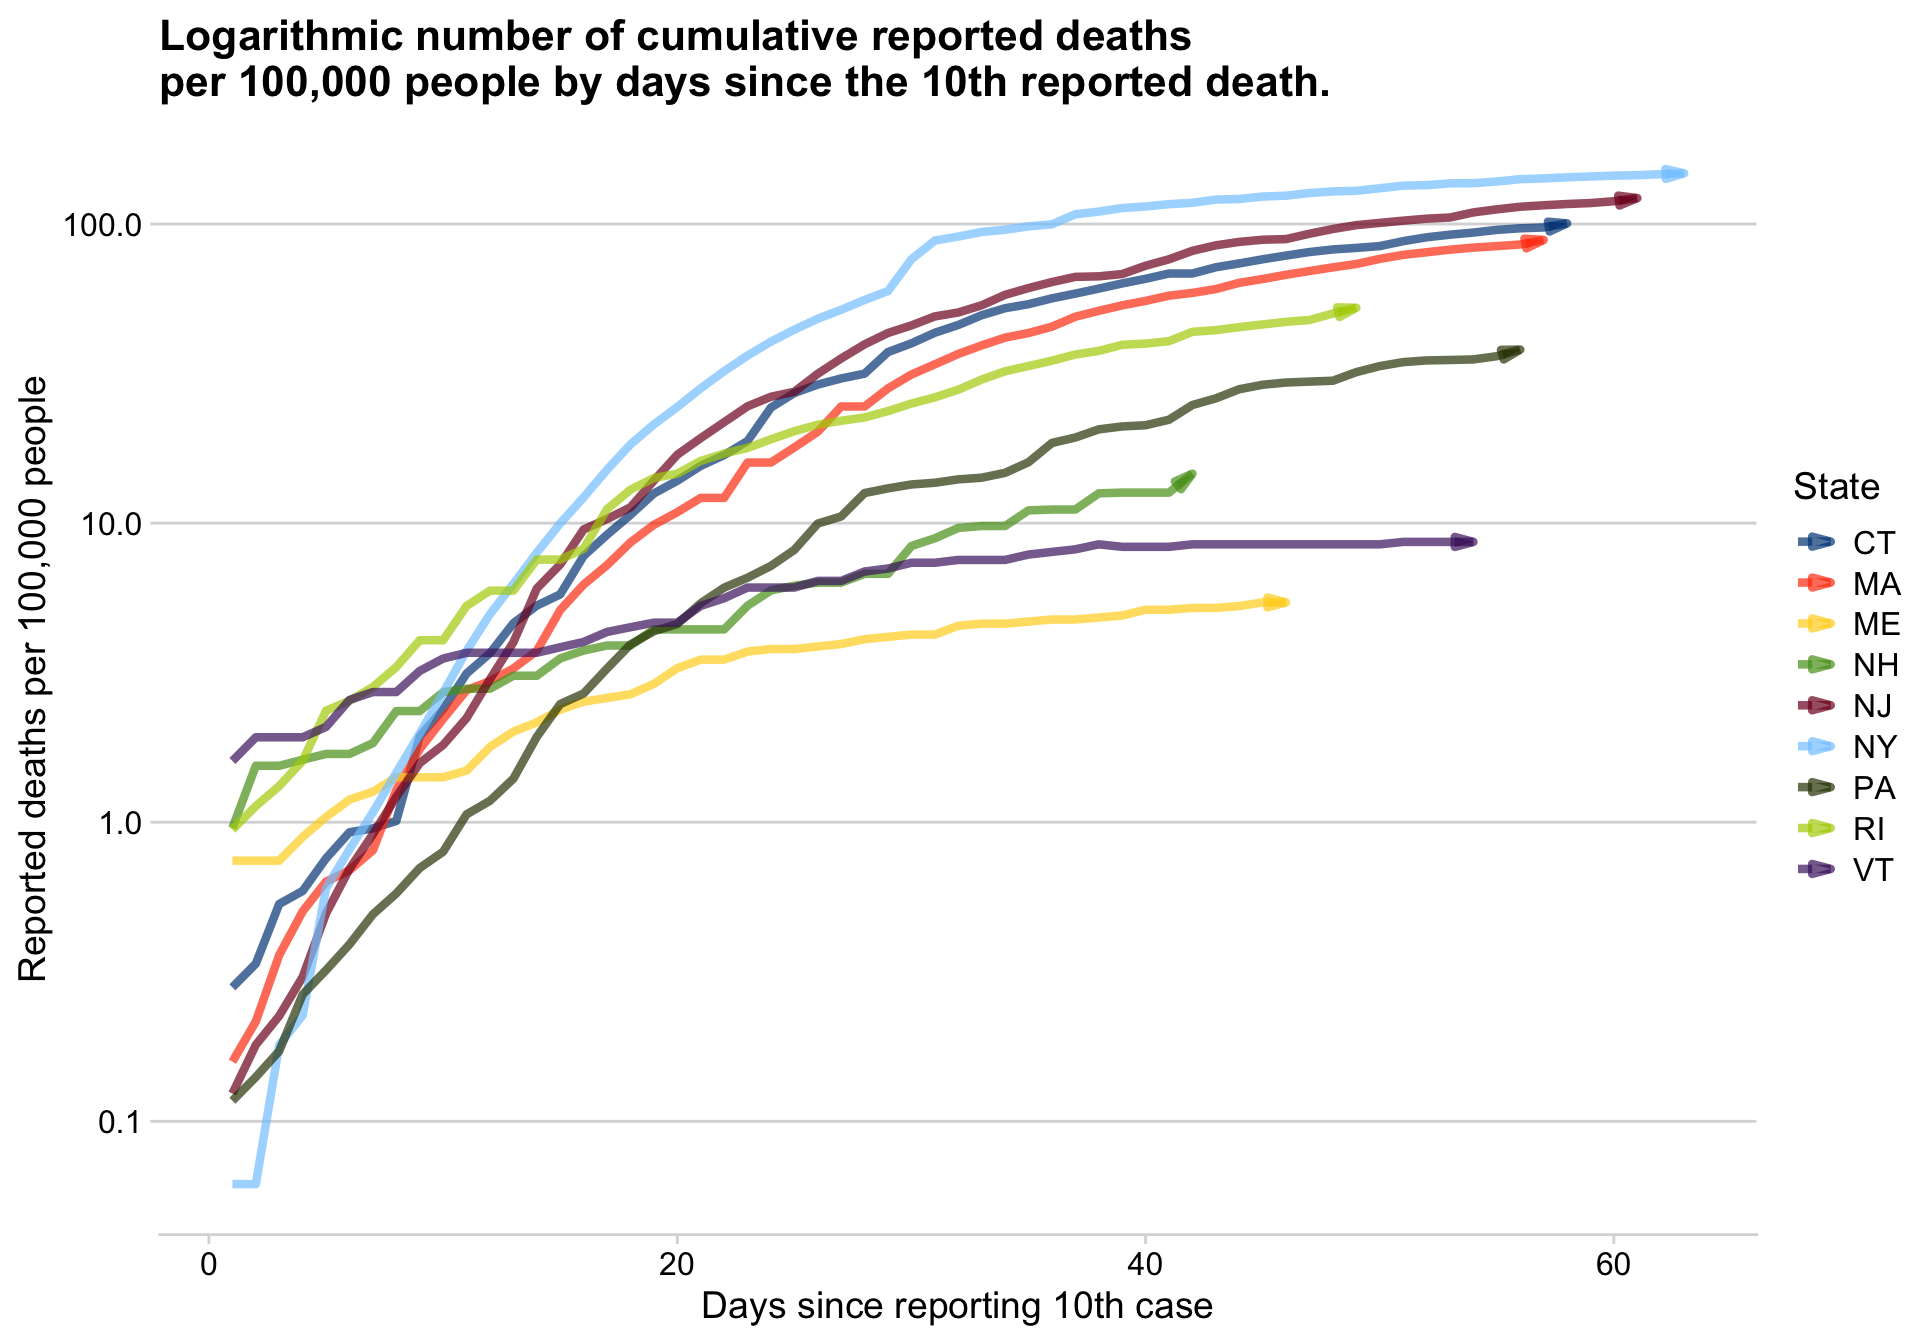 Logarithmic number of cumulative reported deaths
per 100,000 people by days since the 10th reported death.
Reported deaths per 100,000 people
100.0
10.0
1.0
0.1
0
20
40
60
Days since reporting 10th case
State
CT
MA
ME
NH
NJ
NY
PA
RI
VT